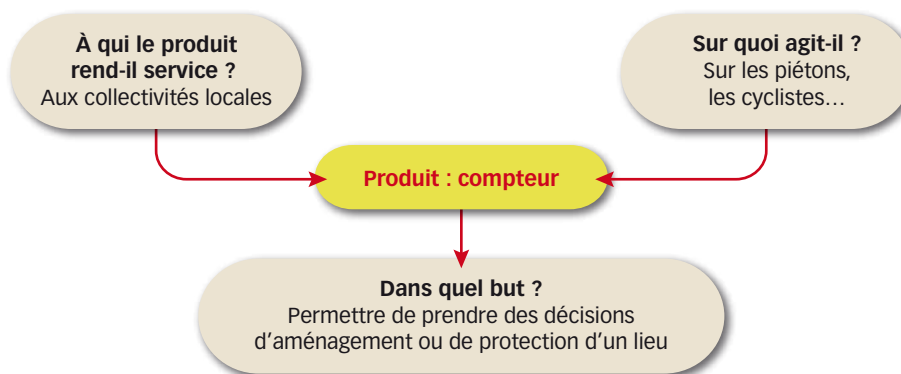 À qui le produit
rend-il service ?
Aux collectivités locales
Sur quoi agit-il ?
Sur les piétons,
les cyclistes…
Produit : compteur
Dans quel but ?
Permettre de prendre des décisions
d’aménagement ou de protection d’un lieu